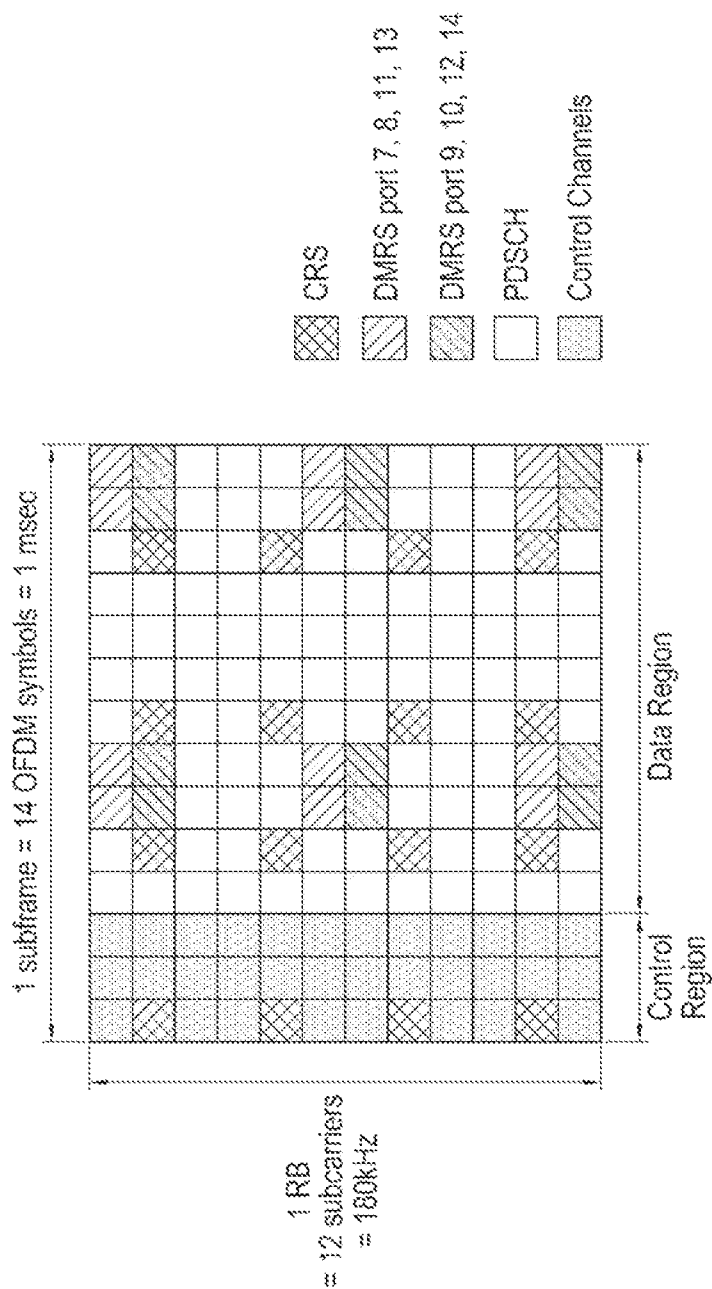 1 subframe = 14 OFDM symbols = 1 msec
1 RB
= 12 subcarriers
= 180kHz
Control
Region
Data Region
CRS
DMRS port 7, 8, 11, 13
DMRS port 9, 10, 12, 14
PDSCH
Control Channels